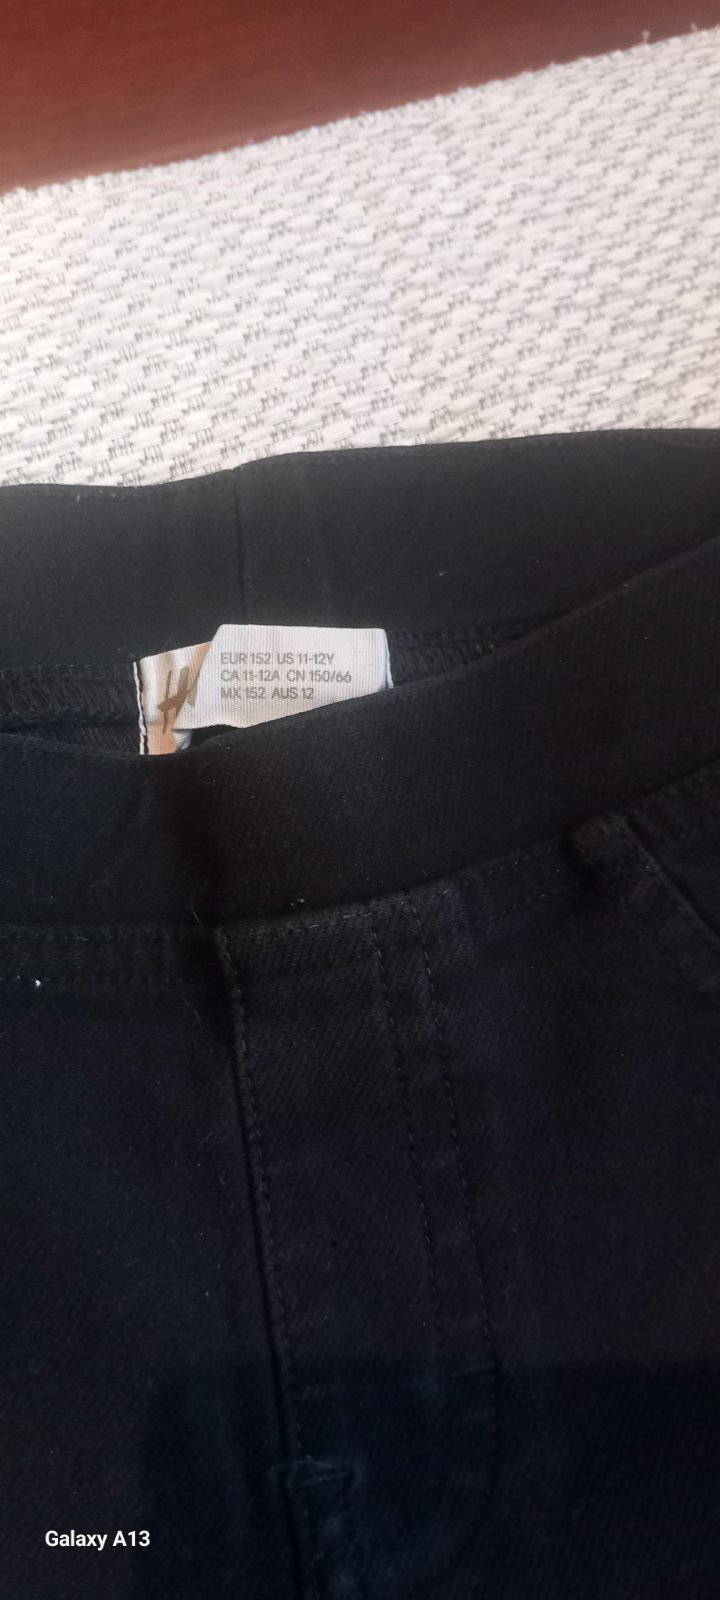 EUR 152 US 11-12Y
CA 11-12A CN 150/66
MX 152 AUS 12
Galaxy A13